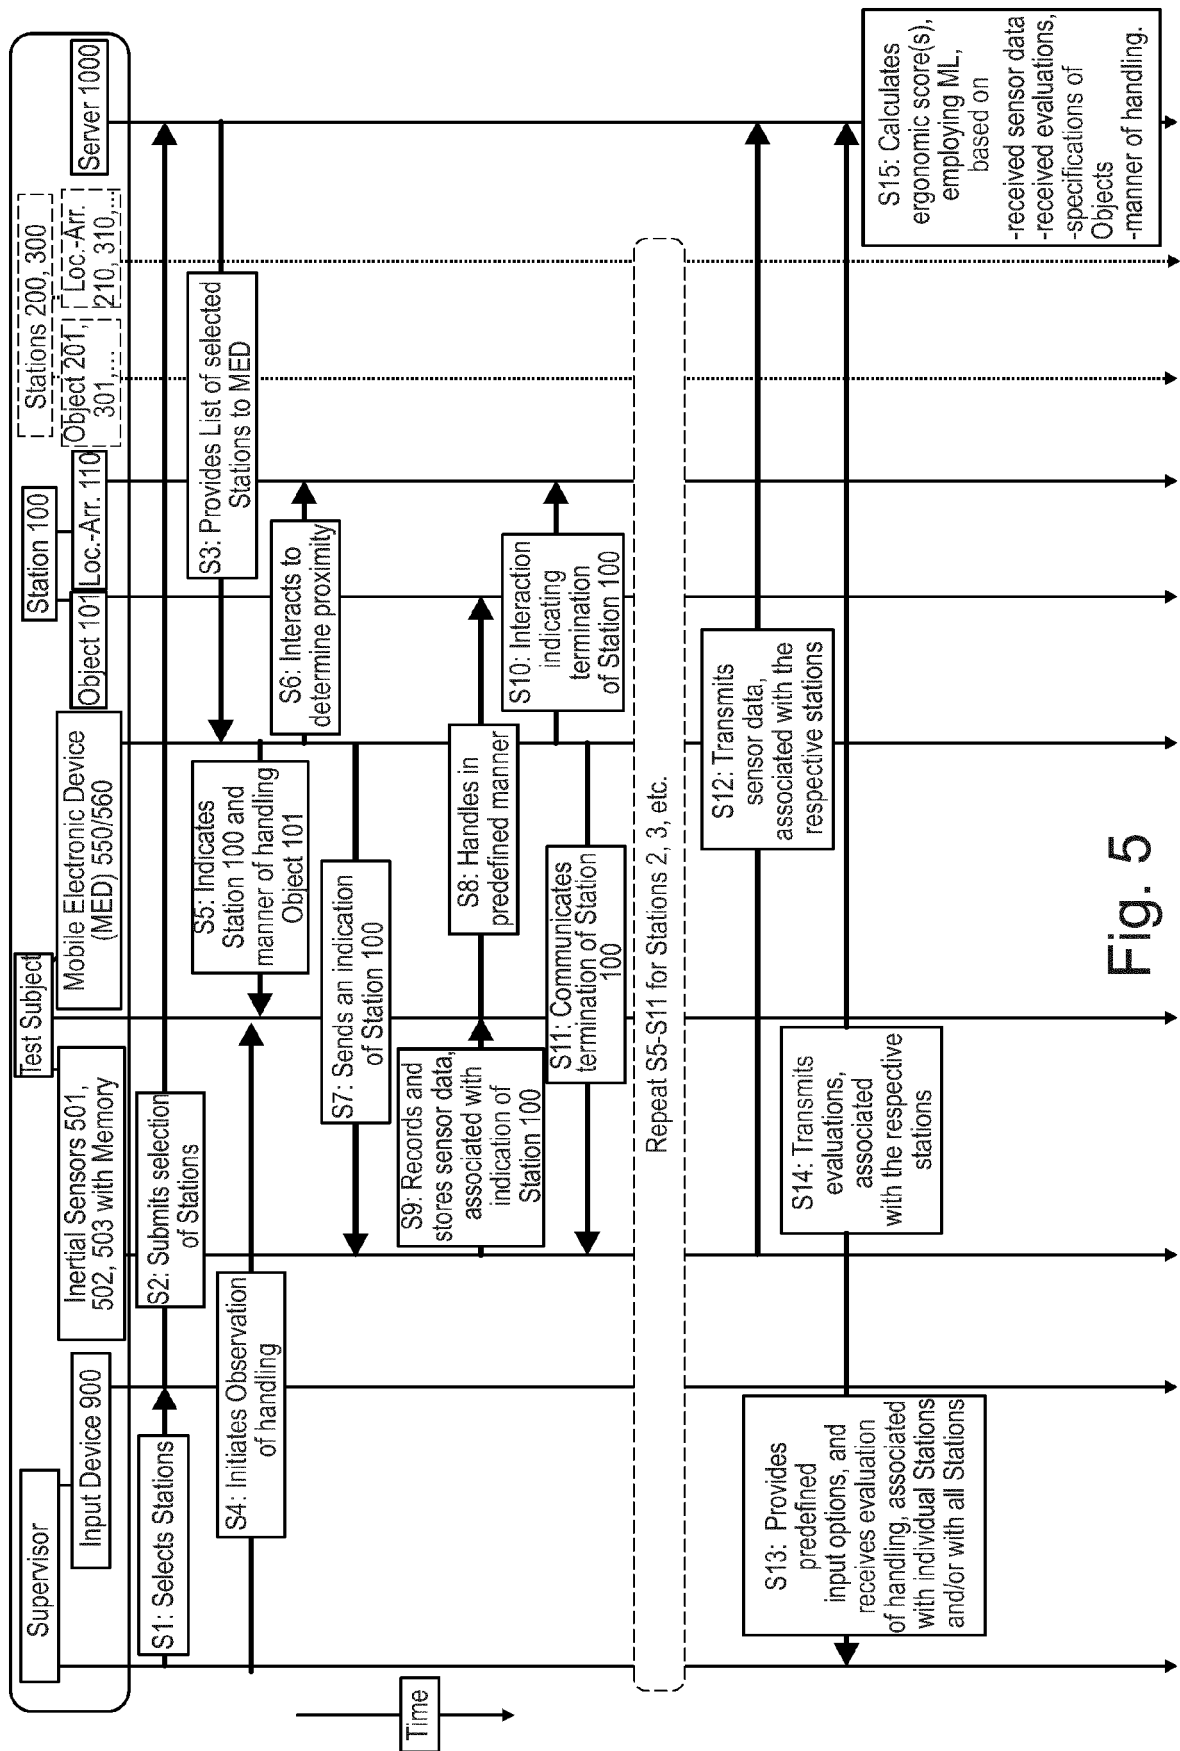 Supervisor
Input Device 900
Test Subject
Inertial Sensors 501,
502, 503 with Memory
Mobile Electronic Device
(MED) 550/560
Station 100
Object 101
Loc.-Arr. 110
Stations 200, 300
Object 201,
301,...
Loc.-Arr.
210, 310,...
Server 1000
Time
S1: Selects Stations
S2: Submits selection
of Stations
S3: Provides List of selected
Stations to MED
S4: Initiates Observation
of handling
S5: Indicates
Station 100 and
manner of handling
Object 101
S6: Interacts to
determine proximity
S7: Sends an indication
of Station 100
S8: Handles in
predefined manner
S9: Records and
stores sensor data,
associated with
indication of
Station 100
S10: Interaction
indicating
termination
of Station 100
S11: Communicates
termination of Station
100
Repeat S5-S11 for Stations 2, 3, etc.
S12: Transmits
sensor data,
associated with the
respective stations
S13: Provides
predefined
input options, and
receives evaluation
of handling, associated
with individual Stations
and/or with all Stations
S14: Transmits
evaluations,
associated
with the respective
stations
S15: Calculates
ergonomic score(s),
employing ML,
based on
-received sensor data
-received evaluations,
-specifications of
Objects
-manner of handling.
Fig. 5